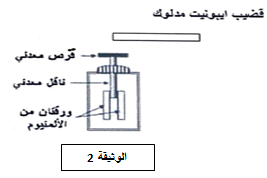 قضيب ايبونيت مدلوك
قرص معدني
ناقل معدني
ورقتان من
الألمنيوم
الوثيقة 2